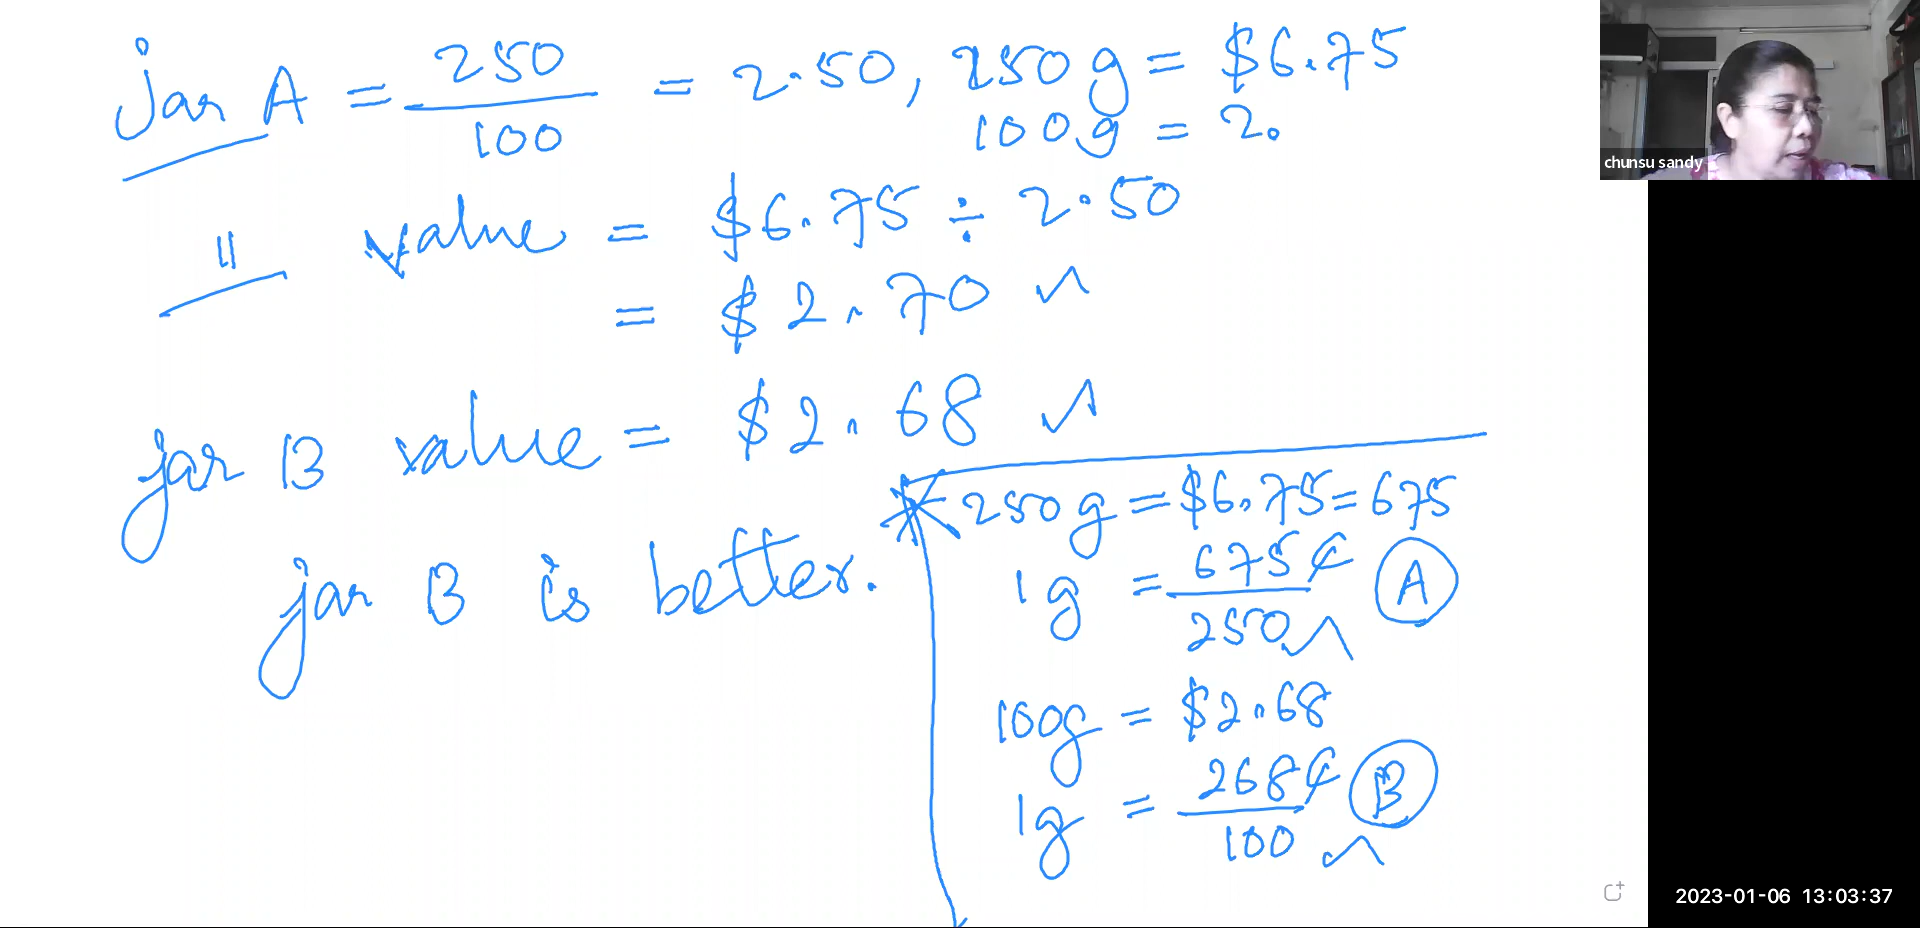 jar A = 250/100 = 2.50, 250g = $6.75
100g = 2.
" value = $6.75 ÷ 2.50
= $2.70
jar B value = $2.68
jar B is better.
* 250g = $6.75 = 675
1g = 675¢/250 A
100g = $2.68
1g = 268¢/100 B
chunsu sandy
2023-01-06 13:03:37